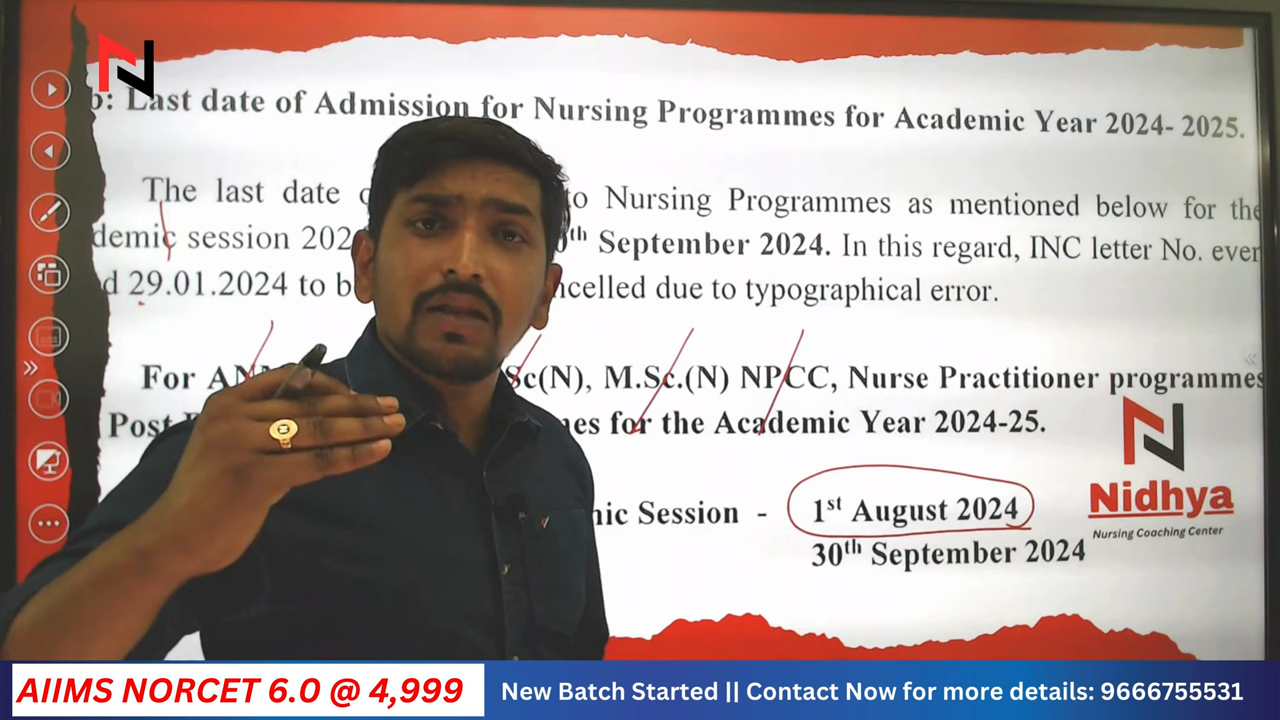 b: Last date of Admission for Nursing Programmes for Academic Year 2024- 2025.
The last date to Nursing Programmes as mentioned below for the
demic session 202 th September 2024. In this regard, INC letter No. even
d 29.01.2024 to b ncelled due to typographical error.
For AN Sc(N), M.Sc.(N) NPCC, Nurse Practitioner programmes
Post for the Academic Year 2024-25.
Session - 1st August 2024
30th September 2024
Nidhya
Nursing Coaching Center
AIIMS NORCET 6.0 @ 4,999
New Batch Started || Contact Now for more details: 9666755531